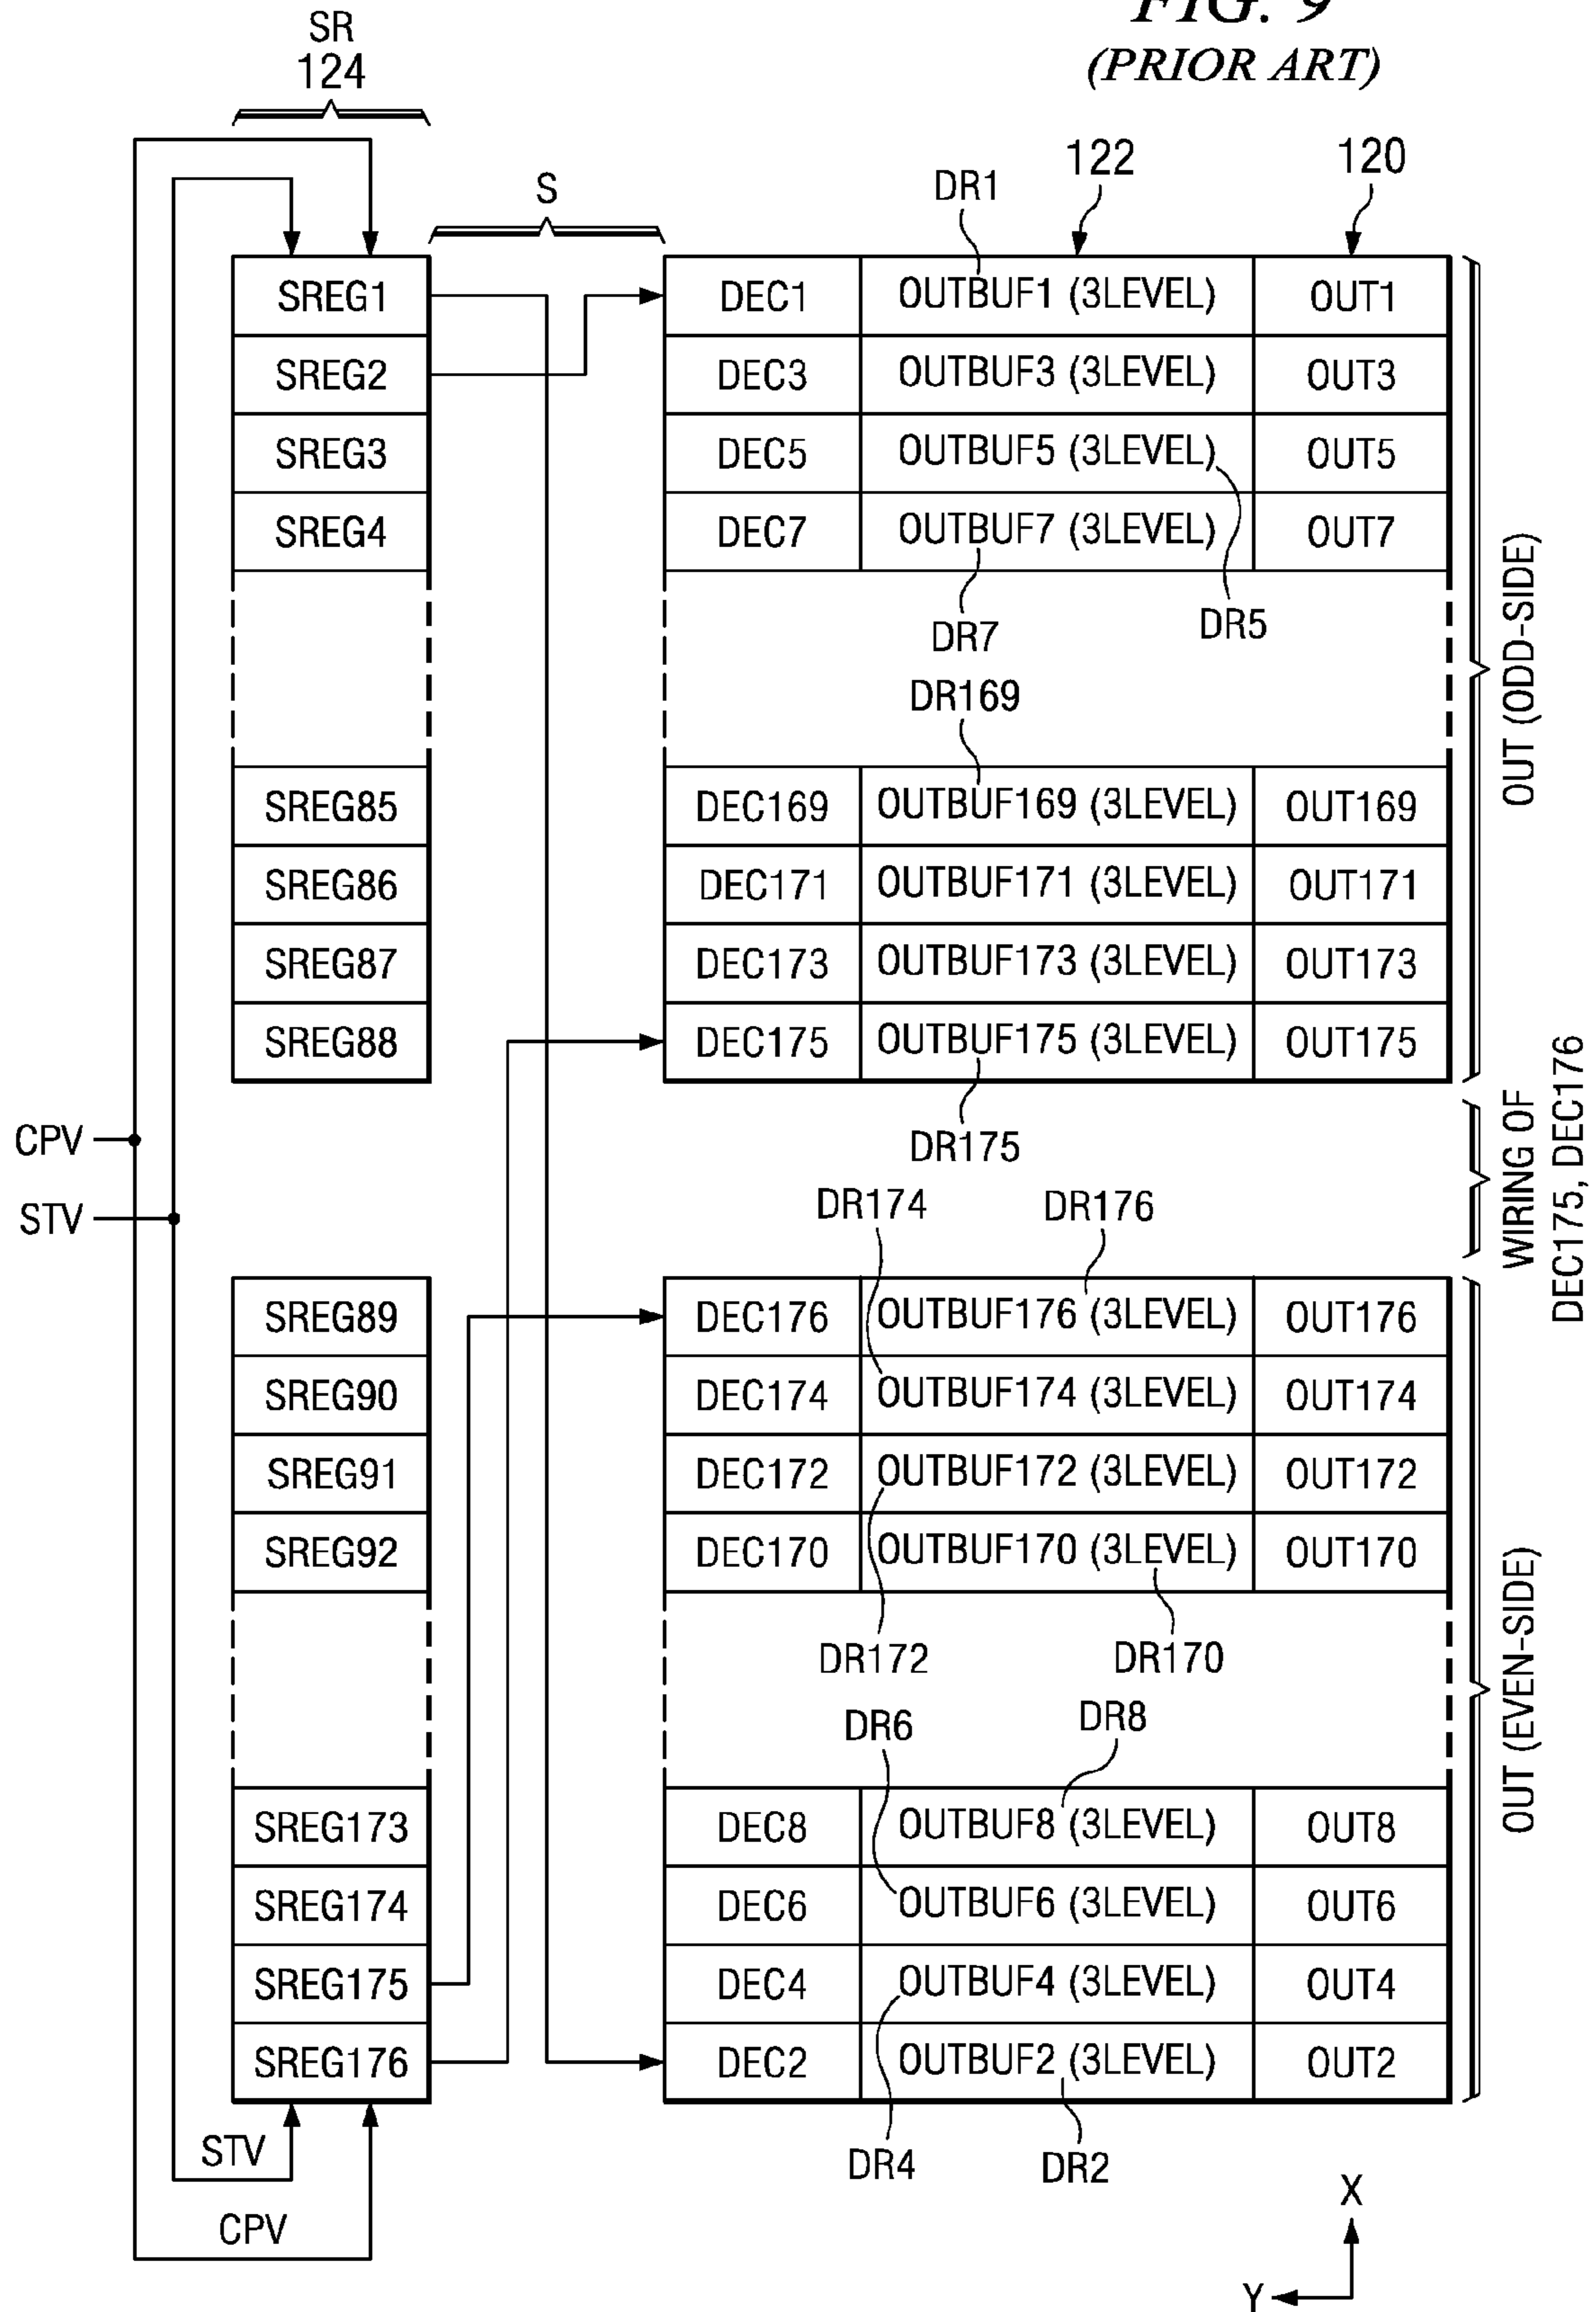 FIG. 9
(PRIOR ART)
SR
124
S
DR1
122
120
SREG1 DEC1 OUTBUF1 (3LEVEL) OUT1
SREG2 DEC3 OUTBUF3 (3LEVEL) OUT3
SREG3 DEC5 OUTBUF5 (3LEVEL) OUT5
SREG4 DEC7 OUTBUF7 (3LEVEL) OUT7
DR7
DR5
DR169
OUT (ODD-SIDE)
SREG85 DEC169 OUTBUF169 (3LEVEL) OUT169
SREG86 DEC171 OUTBUF171 (3LEVEL) OUT171
SREG87 DEC173 OUTBUF173 (3LEVEL) OUT173
SREG88 DEC175 OUTBUF175 (3LEVEL) OUT175
CPV
DR175
STV
DR174
DR176
WIRING OF
DEC175, DEC176
SREG89 DEC176 OUTBUF176 (3LEVEL) OUT176
SREG90 DEC174 OUTBUF174 (3LEVEL) OUT174
SREG91 DEC172 OUTBUF172 (3LEVEL) OUT172
SREG92 DEC170 OUTBUF170 (3LEVEL) OUT170
DR172
DR170
DR6
DR8
OUT (EVEN-SIDE)
SREG173 DEC8 OUTBUF8 (3LEVEL) OUT8
SREG174 DEC6 OUTBUF6 (3LEVEL) OUT6
SREG175 DEC4 OUTBUF4 (3LEVEL) OUT4
SREG176 DEC2 OUTBUF2 (3LEVEL) OUT2
STV
CPV
DR4
DR2
X
Y